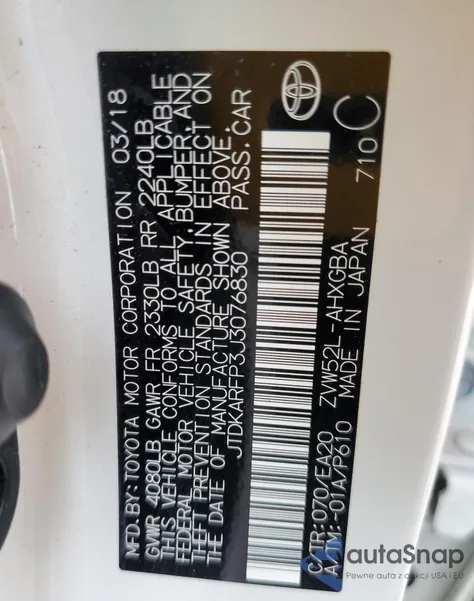 MFD. BY: TOYOTA MOTOR CORPORATION 03/18
GVWR 4080LB GAWR FR 2330LB RR 2240LB
THIS VEHICLE CONFORMS TO ALL APPLICABLE
FEDERAL MOTOR VEHICLE SAFETY, BUMPER, AND
THEFT PREVENTION STANDARDS IN EFFECT ON
THE DATE OF MANUFACTURE SHOWN ABOVE.
JTDKARFP3J3076830 PASS. CAR
C/TR: 070/EA20 ZVW52L-AHXGBA
A/TM: -01A/P610 MADE IN JAPAN 710 C
autoSnap
Pewne auta z aukcji USA i EU